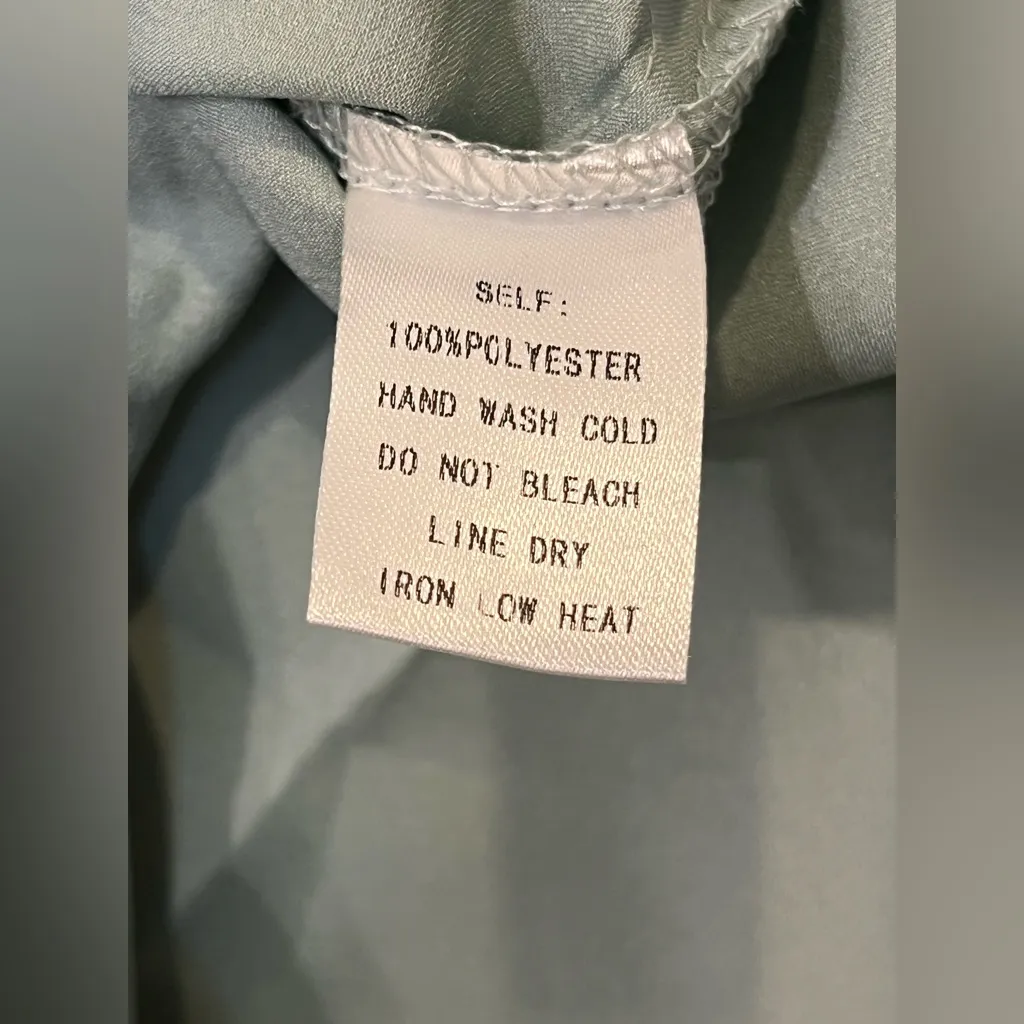 SELF:
100%POLYESTER
HAND WASH COLD
DO NOT BLEACH
LINE DRY
IRON LOW HEAT